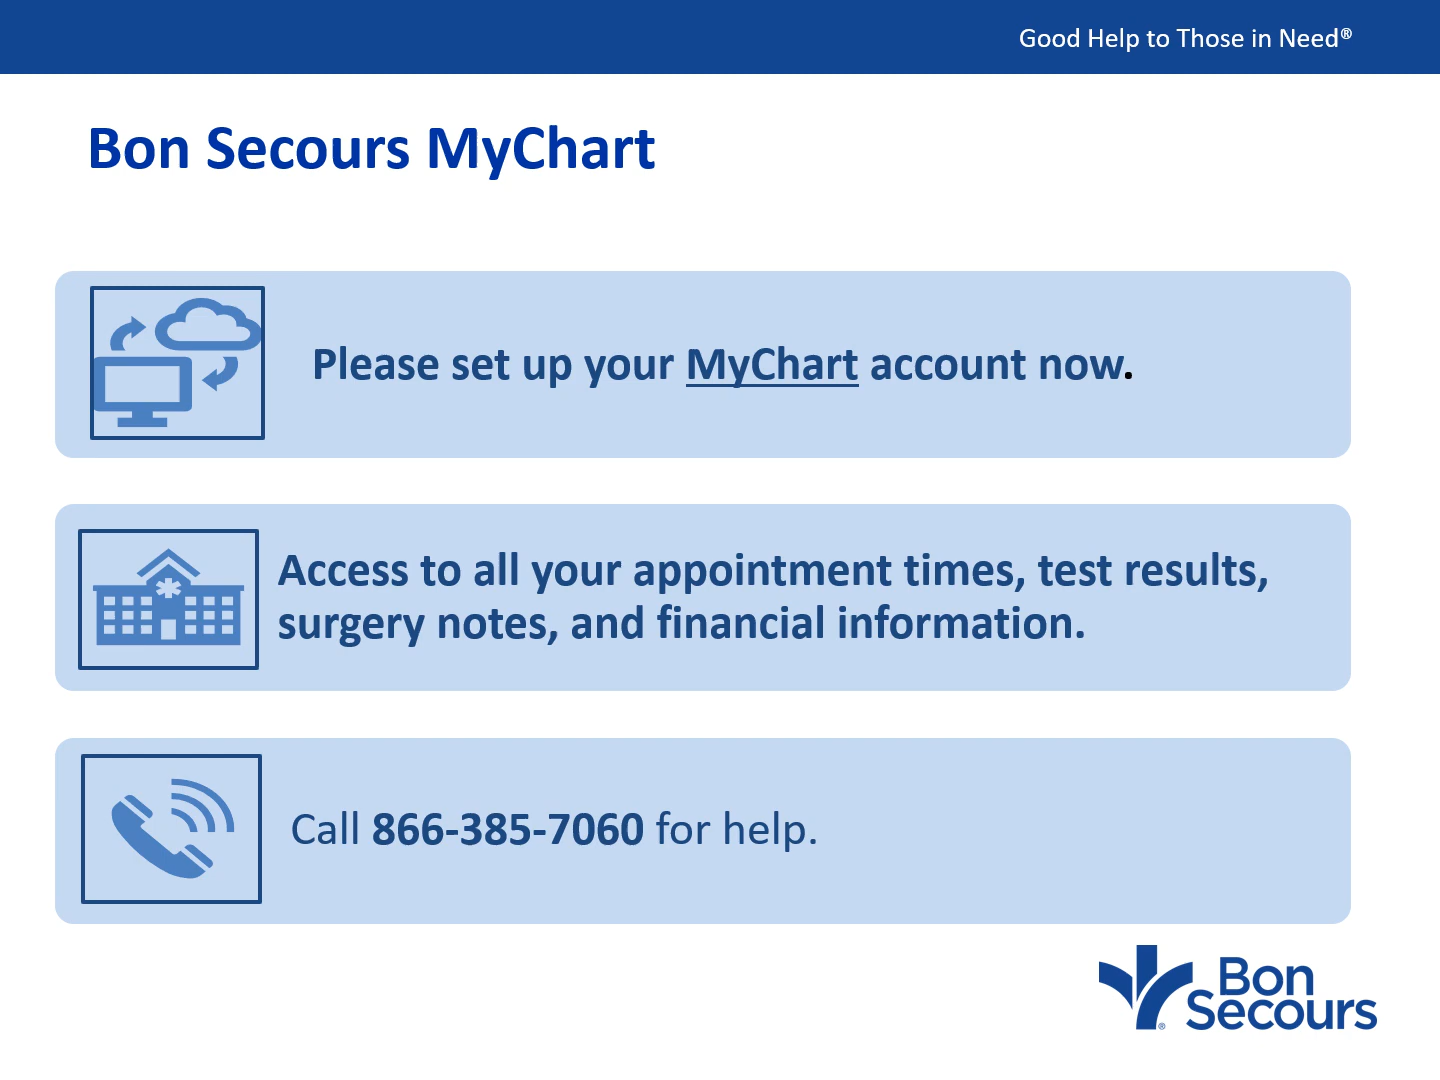 Good Help to Those in Need®
Bon Secours MyChart
Please set up your MyChart account now.
Access to all your appointment times, test results,
surgery notes, and financial information.
Call 866-385-7060 for help.
Bon
Secours
®